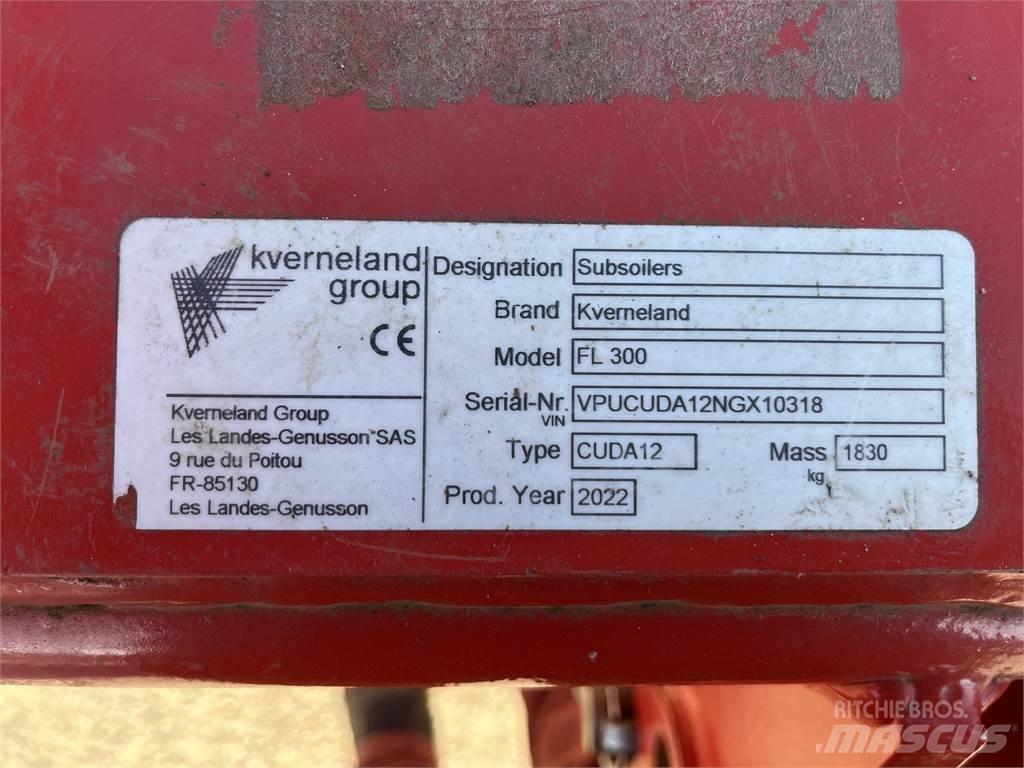 kverneland
group
CE
Kverneland Group
Les Landes-Genusson SAS
9 rue du Poitou
FR-85130
Les Landes-Genusson
Designation Subsoilers
Brand Kverneland
Model FL 300
Serial-Nr. VPUCUDA12NGX10318
VIN
Type CUDA12 Mass 1830
kg
Prod. Year 2022
RITCHIE BROS.
MASCUS